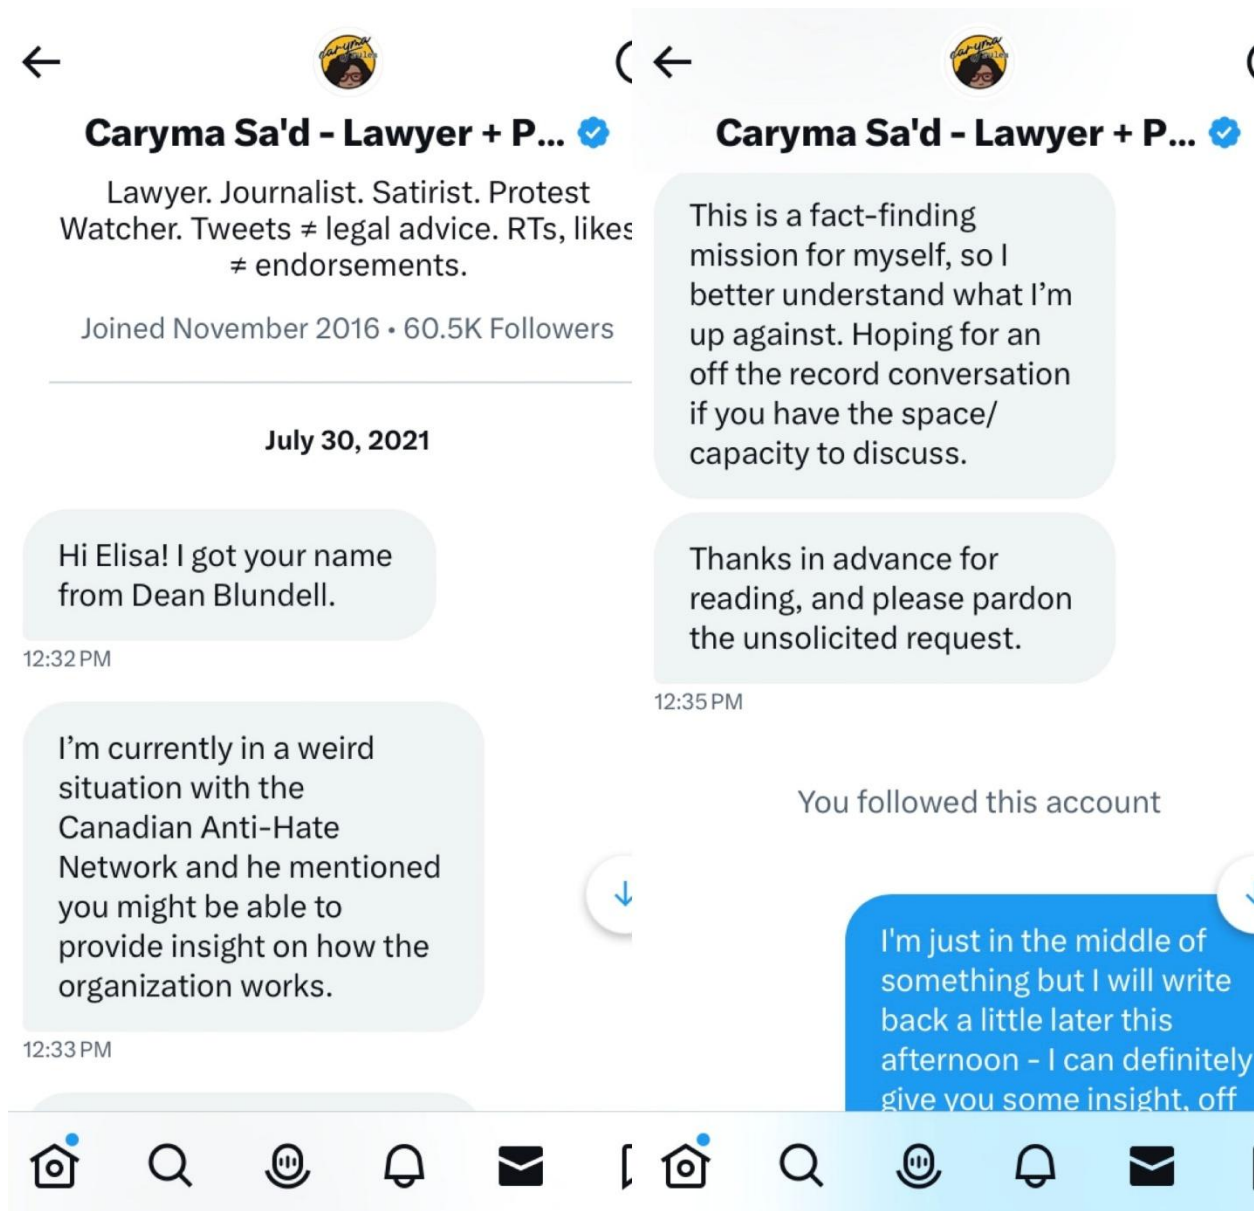 Caryma Sa'd - Lawyer + P...
Lawyer. Journalist. Satirist. Protest
Watcher. Tweets ≠ legal advice. RTs, likes
≠ endorsements.
Joined November 2016 • 60.5K Followers
July 30, 2021
Hi Elisa! I got your name
from Dean Blundell.
12:32 PM
I’m currently in a weird
situation with the
Canadian Anti-Hate
Network and he mentioned
you might be able to
provide insight on how the
organization works.
12:33 PM
Caryma Sa'd - Lawyer + P...
This is a fact-finding
mission for myself, so I
better understand what I’m
up against. Hoping for an
off the record conversation
if you have the space/
capacity to discuss.
Thanks in advance for
reading, and please pardon
the unsolicited request.
12:35 PM
You followed this account
I'm just in the middle of
something but I will write
back a little later this
afternoon - I can definitely
give you some insight, off